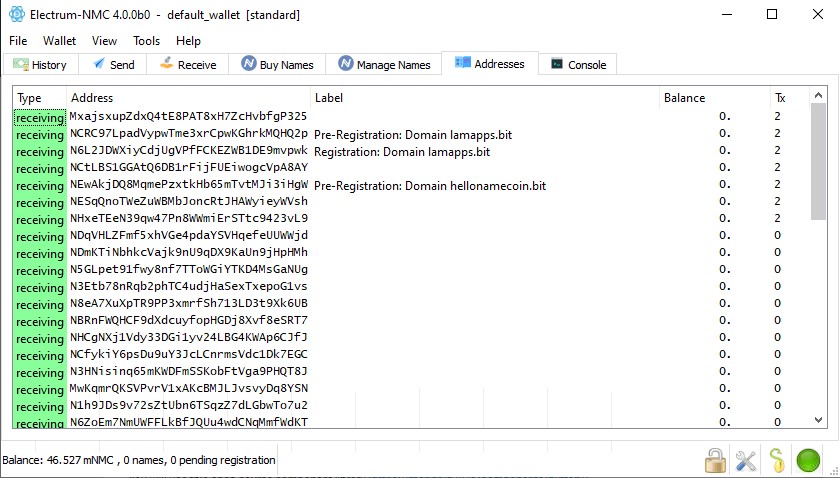 Electrum-NMC 4.0.0b0 - default_wallet [standard]
File Wallet View Tools Help
History Send Receive Buy Names Manage Names Addresses Console
Type Address Label Balance Tx
receiving MxajsxupZdxQ4tE8PAT8xH7ZcHvbfgP325 0. 2
receiving NCRC97LpadVypwTme3xrCpwKGhrkMQHQ2p Pre-Registration: Domain lamapps.bit 0. 2
receiving N6L2JDWXiyCdjUgVPfFCKEZWB1DE9mvpwk Registration: Domain lamapps.bit 0. 2
receiving NCtLBS1GGAtQ6DB1rFijFUEiwogcVpA8AY 0. 2
receiving NEwAkjDQ8MqmePzxtkHb65mTvtMJi3iHgW Pre-Registration: Domain hellonamecoin.bit 0. 2
receiving NESqQnoTWeZuWBMbJoncRtJHAWyieyWVsh 0. 2
receiving NHxeTEeN39qw47Pn8WWmiErSTtc9423vL9 0. 2
receiving NDqVHLZFmf5xhVGe4pdaYSVHqefeUUWWjd 0. 0
receiving NDmKTiNbhkcVajk9nU9qDX9KaUn9jHpHMh 0. 0
receiving N5GLpet91fwy8nf7TToWGiYTKD4MsGaNUg 0. 0
receiving N3Etb78nRqb2phTC4udjHaSexTxepoG1vs 0. 0
receiving N8eA7XuXpTR9PP3xmrfSh713LD3t9Xk6UB 0. 0
receiving NBRnFWQHCF9dXdcuyfopHGDj8Xvf8eSRT7 0. 0
receiving NHCgNXj1Vdy33DGi1yv24LBG4KWAp6CJfJ 0. 0
receiving NCfykiY6psDu9uY3JcLCnrmsVdc1Dk7EGC 0. 0
receiving N3HNisinq65mKWDFmSSKobFtVga9PHQT8J 0. 0
receiving MwKqmrQKSVPvrV1xAKcBMJLJvsvyDq8YSN 0. 0
receiving N1h9JDs9v72sZtUbn6TSqzZ7dLGbwTo7u2 0. 0
receiving N6ZoEm7NmUWFFLkBfJQUu4wdCNqMmfWdKT 0. 0
Balance: 46.527 mNMC , 0 names, 0 pending registration